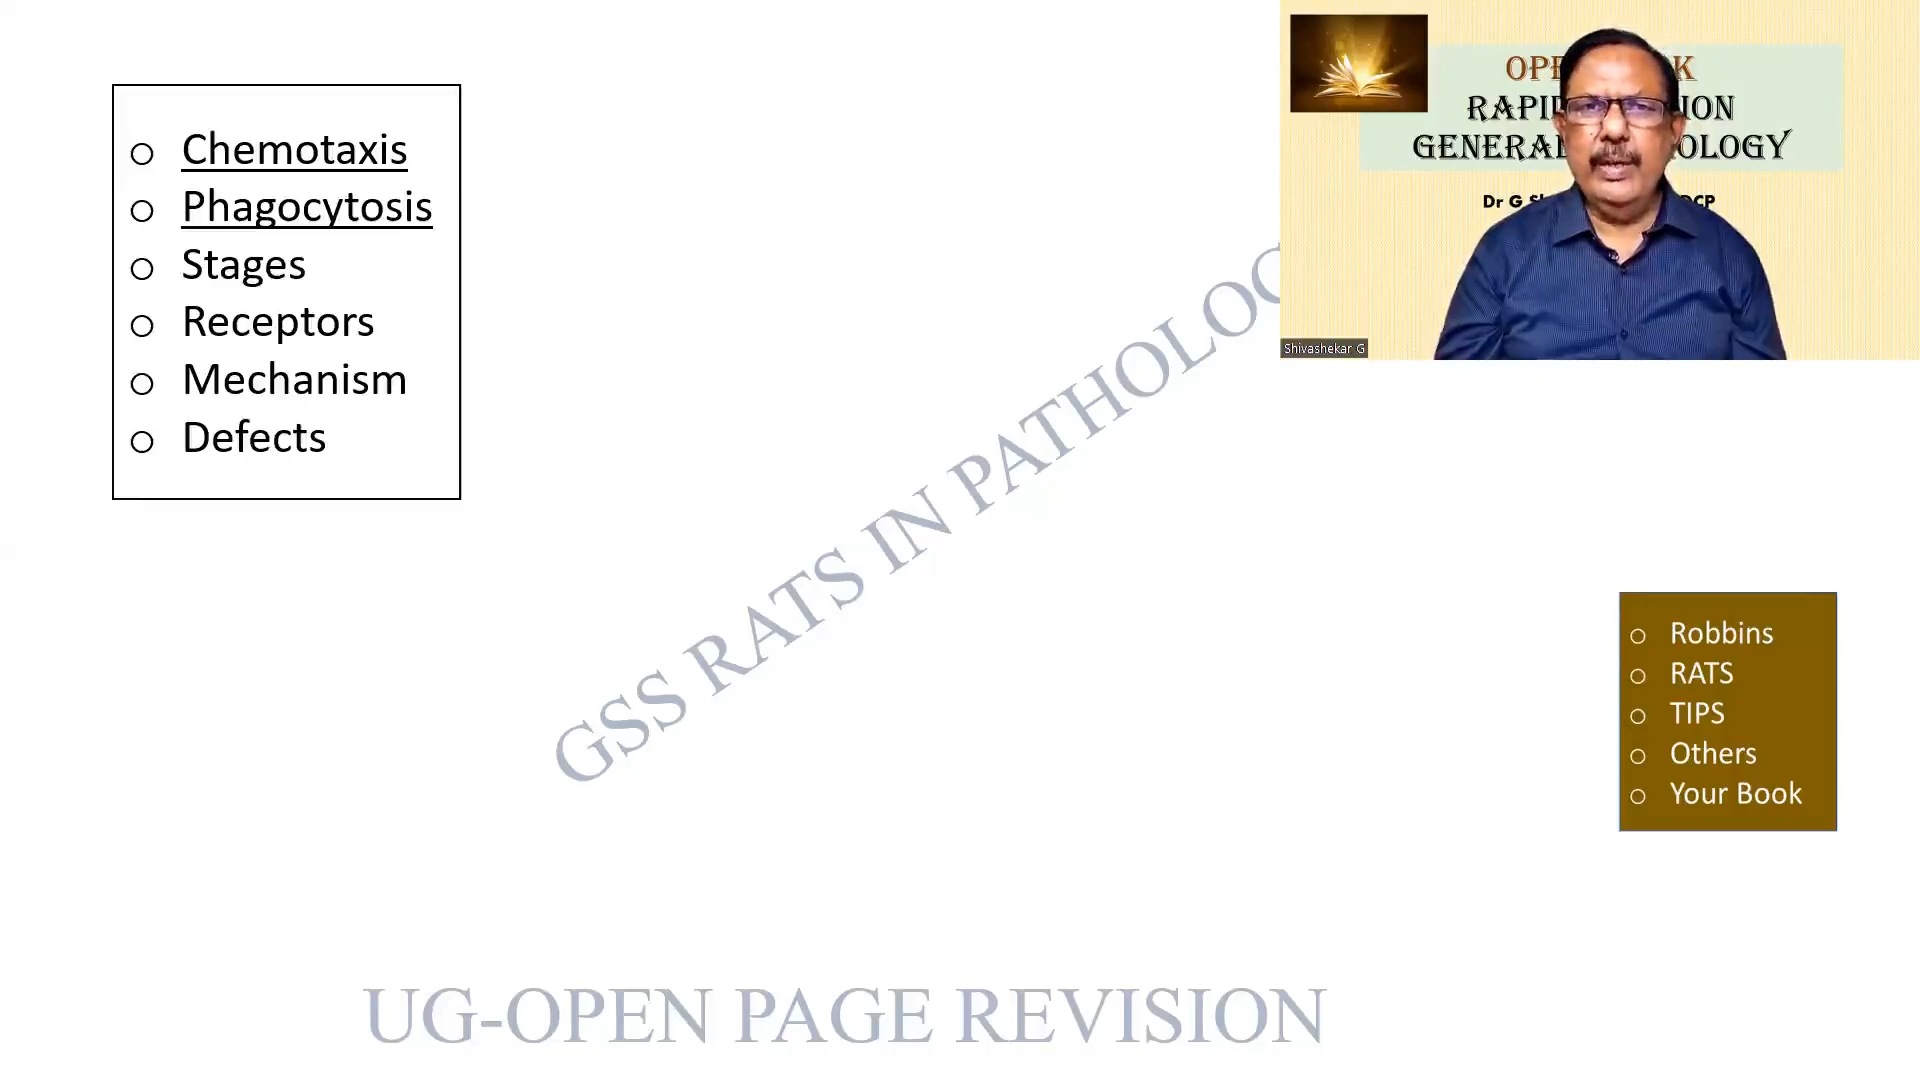 Chemotaxis
Phagocytosis
Stages
Receptors
Mechanism
Defects
GSS RATS IN PATHOLOG
Shivashekar G
Dr G
Robbins
RATS
TIPS
Others
Your Book
UG-OPEN PAGE REVISION